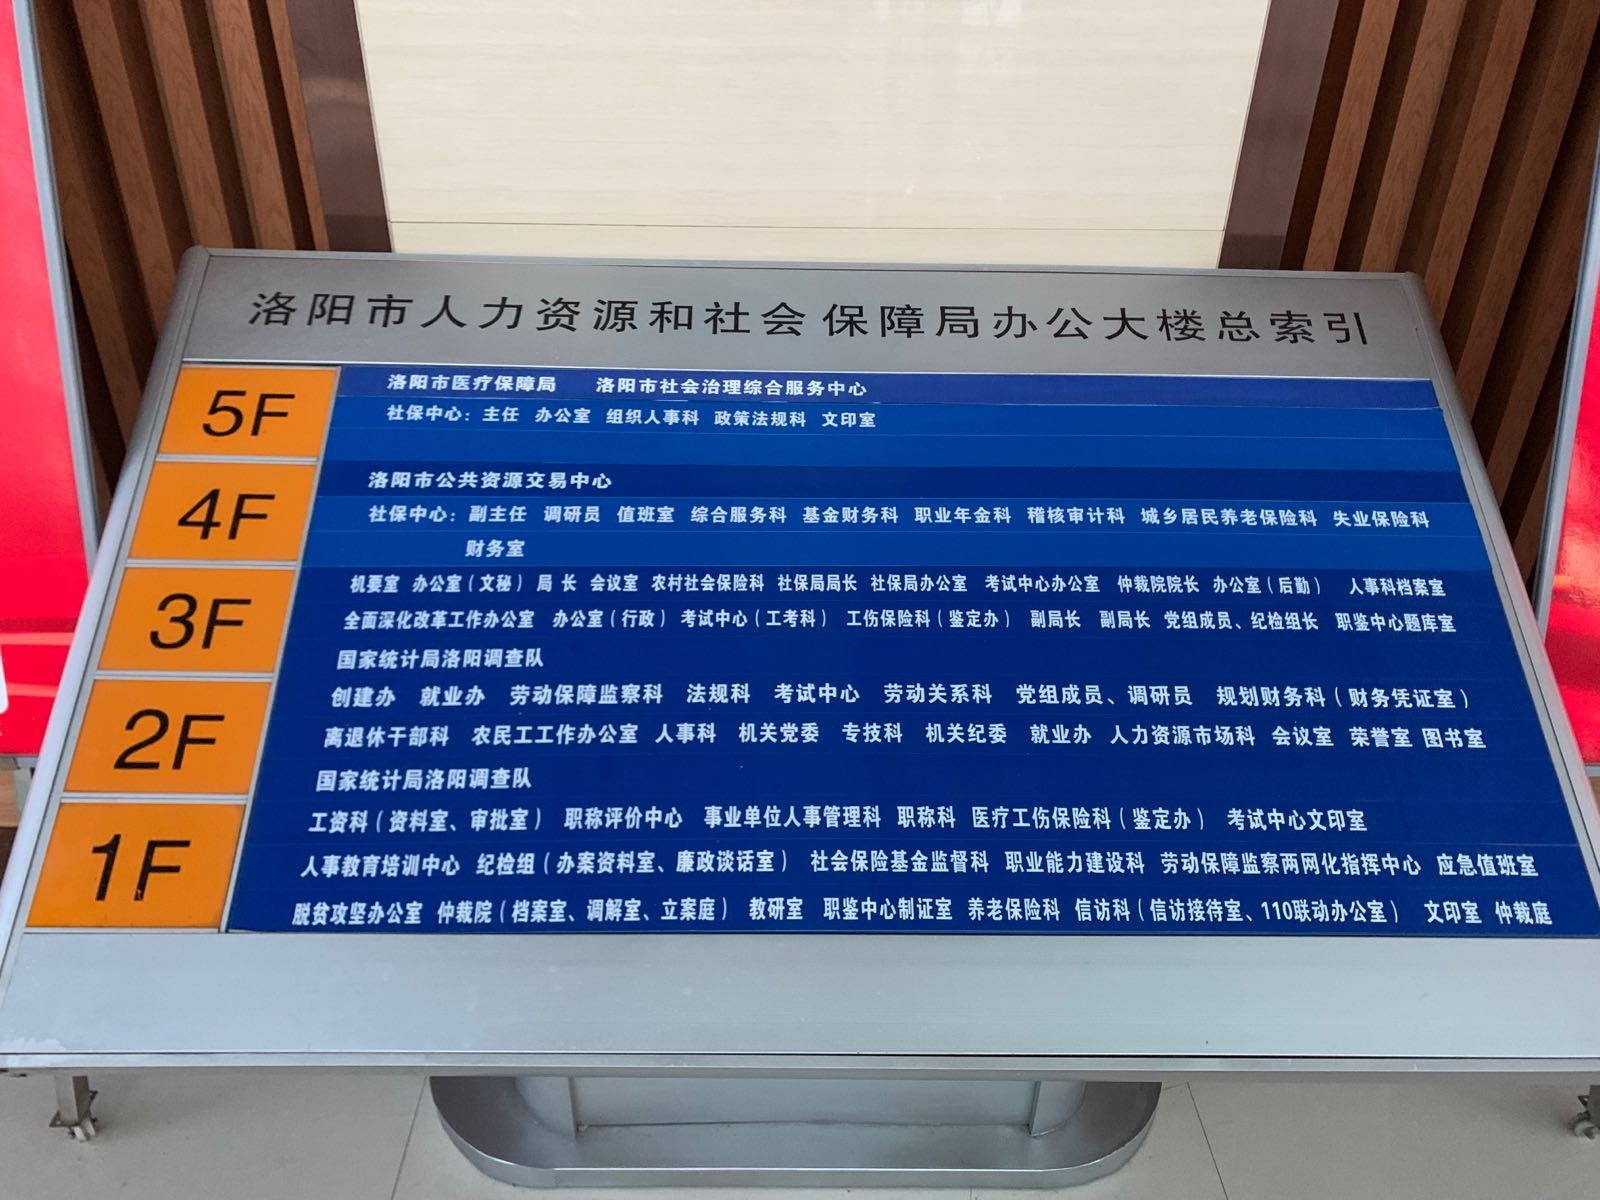 洛阳市人力资源和社会保障局办公大楼总索引
5F
洛阳市医疗保障局 洛阳市社会治理综合服务中心
社保中心：主任 办公室 组织人事科 政策法规科 文印室
4F
洛阳市公共资源交易中心
社保中心：副主任 调研员 值班室 综合服务科 基金财务科 职业年金科 稽核审计科 城乡居民养老保险科 失业保险科
财务室
3F
机要室 办公室（文秘）局 长 会议室 农村社会保险科 社保局局长 社保局办公室 考试中心办公室 仲裁院院长 办公室（后勤） 人事科档案室
全面深化改革工作办公室 办公室（行政） 考试中心（工考科） 工伤保险科（鉴定办） 副局长 副局长 党组成员、纪检组长 职鉴中心题库室
国家统计局洛阳调查队
2F
创建办 就业办 劳动保障监察科 法规科 考试中心 劳动关系科 党组成员、调研员 规划财务科（财务凭证室）
离退休干部科 农民工工作办公室 人事科 机关党委 专技科 机关纪委 就业办 人力资源市场科 会议室 荣誉室 图书室
国家统计局洛阳调查队
1F
工资科（资料室、审批室） 职称评价中心 事业单位人事管理科 职称科 医疗工伤保险科（鉴定办） 考试中心文印室
人事教育培训中心 纪检组（办案资料室、廉政谈话室） 社会保险基金监督科 职业能力建设科 劳动保障监察两网化指挥中心 应急值班室
脱贫攻坚办公室 仲裁院（档案室、调解室、立案庭） 教研室 职鉴中心制证室 养老保险科 信访科（信访接待室、110联动办公室） 文印室 仲裁庭